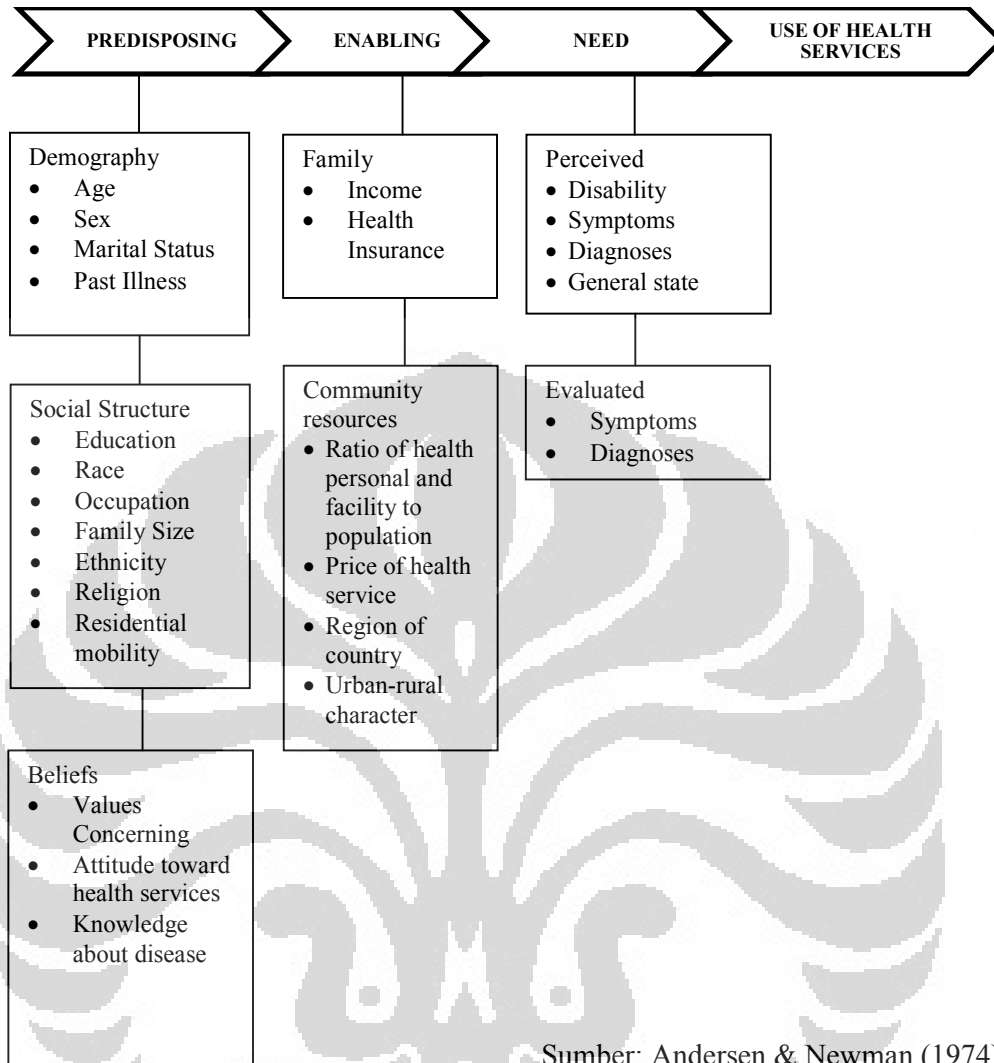 PREDISPOSING
ENABLING
NEED
USE OF HEALTH
SERVICES
Demography
• Age
• Sex
• Marital Status
• Past Illness
Social Structure
• Education
• Race
• Occupation
• Family Size
• Ethnicity
• Religion
• Residential
mobility
Beliefs
• Values
Concerning
• Attitude toward
health services
• Knowledge
about disease
Family
• Income
• Health
Insurance
Community
resources
• Ratio of health
personal and
facility to
population
• Price of health
service
• Region of
country
• Urban-rural
character
Perceived
• Disability
• Symptoms
• Diagnoses
• General state
Evaluated
• Symptoms
• Diagnoses
Sumber: Andersen & Newman (1974)